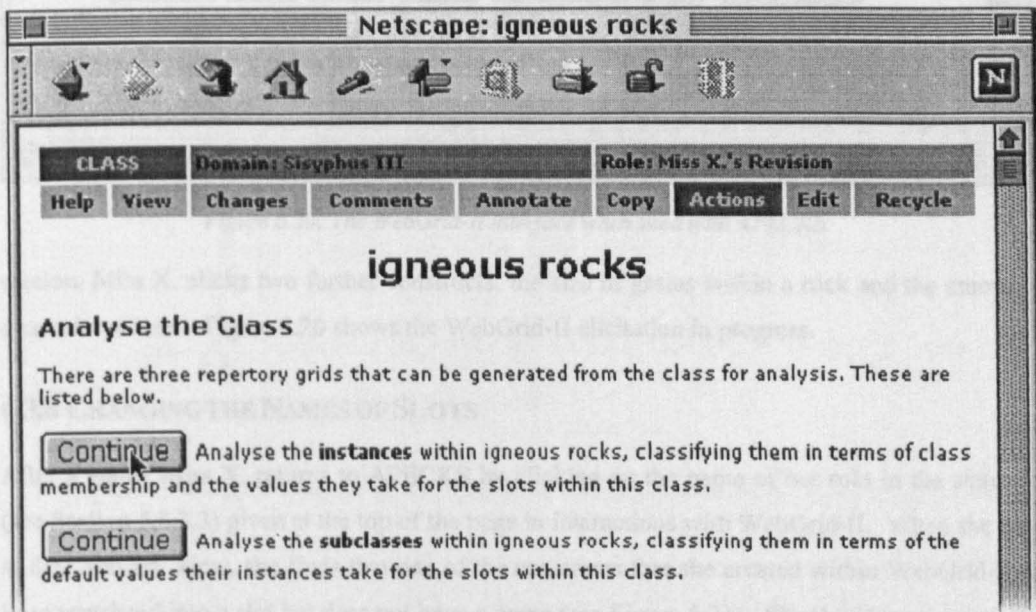 Netscape: igneous rocks
N
CLASS Domain: Sisyphus III Role: Miss X.'s Revision
Help View Changes Comments Annotate Copy Actions Edit Recycle
igneous rocks
Analyse the Class
There are three repertory grids that can be generated from the class for analysis. These are
listed below.
Continue Analyse the instances within igneous rocks, classifying them in terms of class
membership and the values they take for the slots within this class.
Continue Analyse the subclasses within igneous rocks, classifying them in terms of the
default values their instances take for the slots within this class.